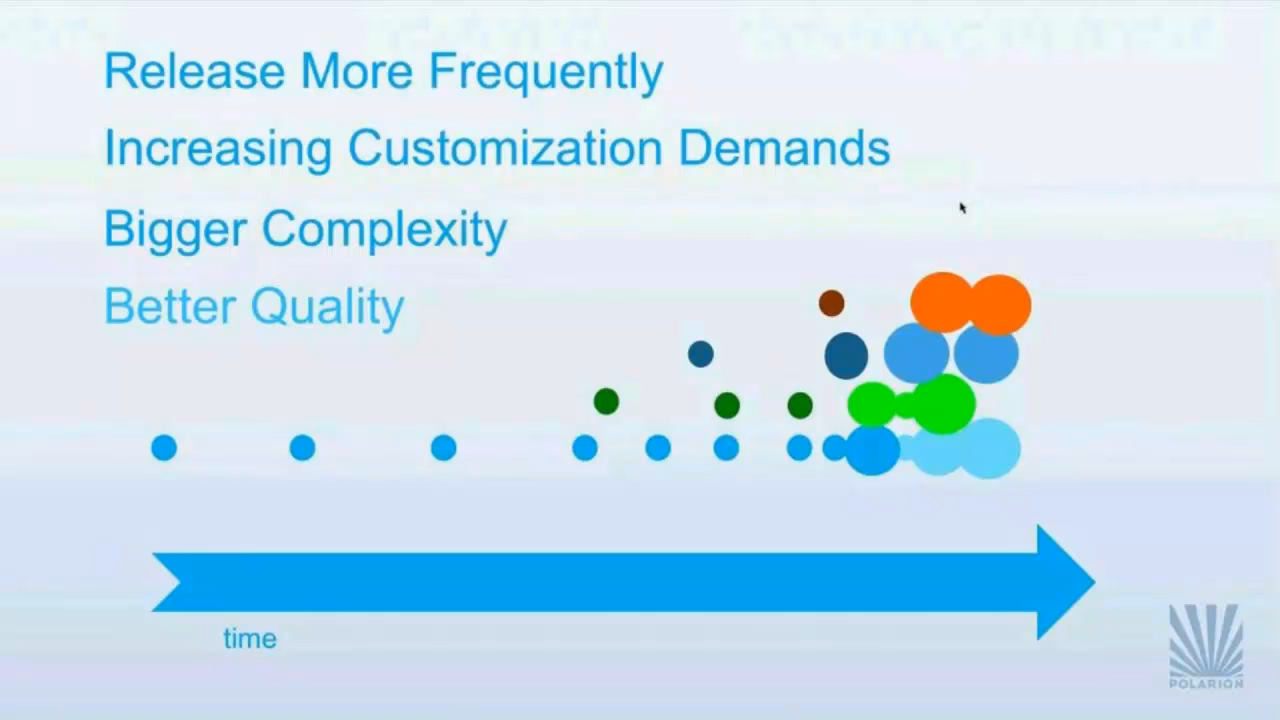 Release More Frequently
Increasing Customization Demands
Bigger Complexity
Better Quality
time
POLARION